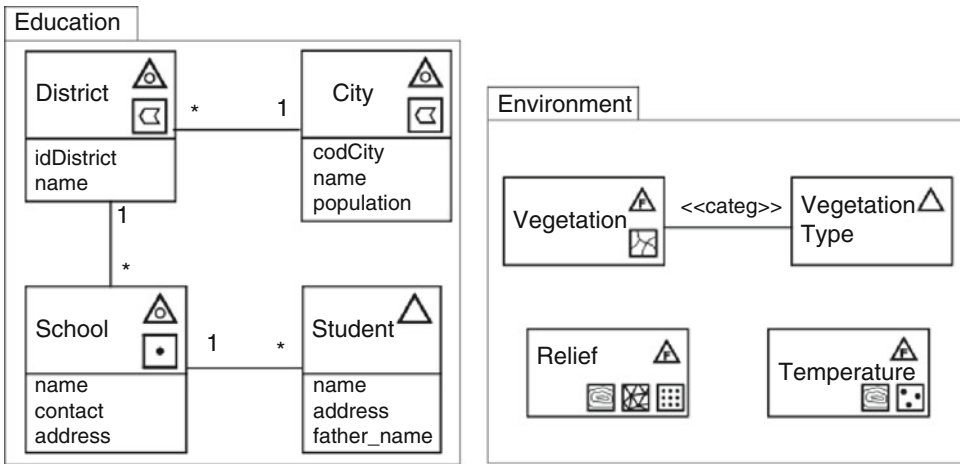 Education
District
idDistrict
name
* 1
City
codCity
name
population
1
*
School
name
contact
address
1 *
Student
name
address
father_name
Environment
Vegetation
F
<<categ>>
Vegetation
Type
Relief
F
Temperature
F